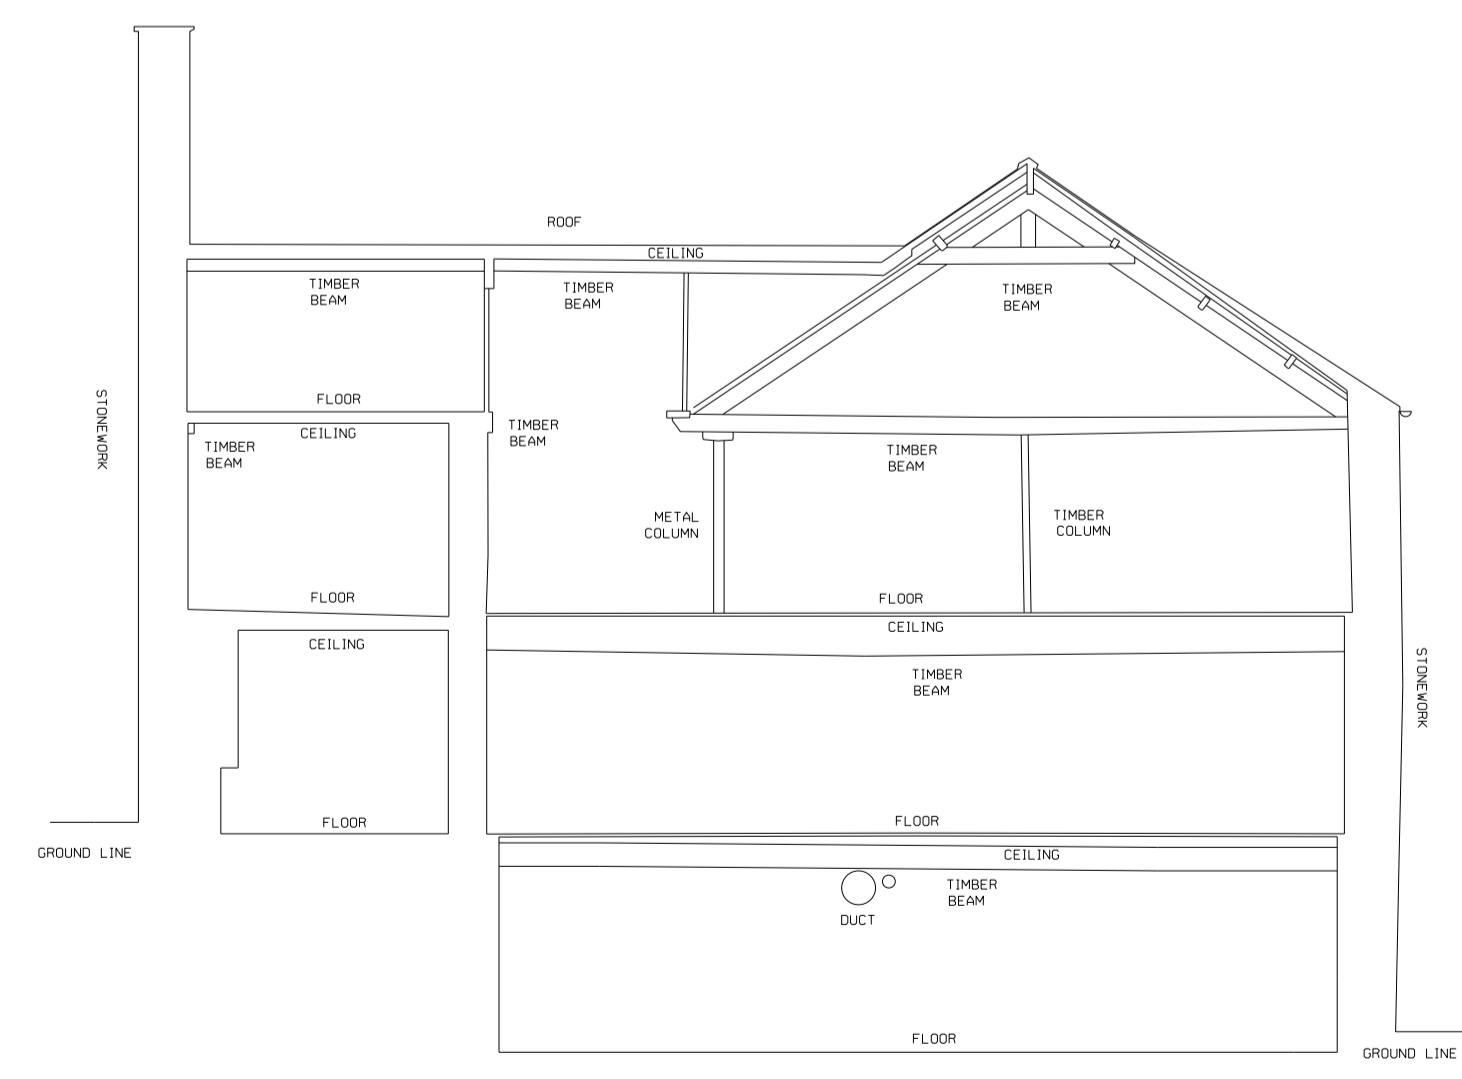 ROOF
CEILING
TIMBER
BEAM
TIMBER
BEAM
TIMBER
BEAM
STONEWORK
FLOOR
CEILING
TIMBER
BEAM
TIMBER
BEAM
TIMBER
BEAM
METAL
COLUMN
TIMBER
COLUMN
FLOOR
FLOOR
CEILING
CEILING
TIMBER
BEAM
STONEWORK
FLOOR
FLOOR
GROUND LINE
CEILING
TIMBER
BEAM
DUCT
FLOOR
GROUND LINE